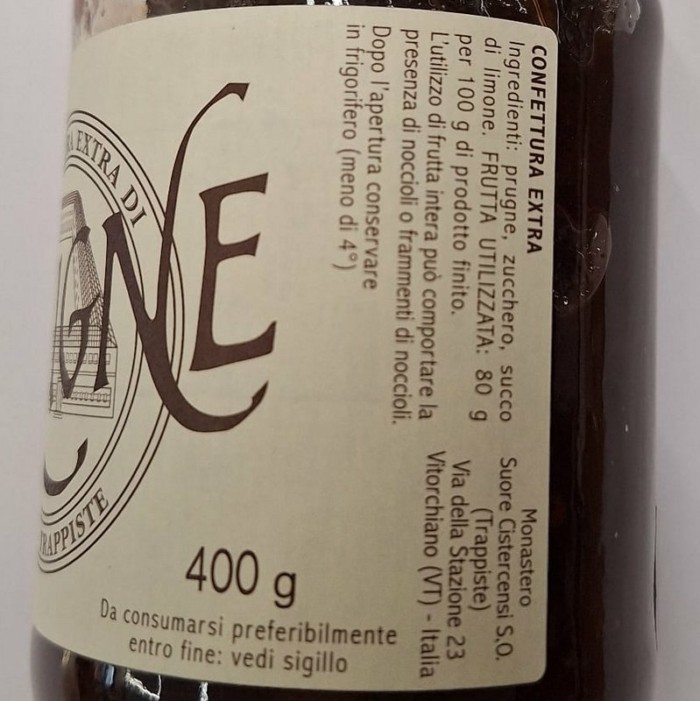 CONFETTURA EXTRA
Ingredienti: prugne, zucchero, succo
di limone. FRUTTA UTILIZZATA: 80 g
per 100 g di prodotto finito.
L'utilizzo di frutta intera può comportare la
presenza di noccioli o frammenti di noccioli.
Dopo l'apertura conservare
in frigorifero (meno di 4°)
Monastero
Suore Cistercensi S.O.
(Trappiste)
Via della Stazione 23
Vitorchiano (VT) - Italia
EXTRA DI
GNE
RAPPISTE
400 g
Da consumarsi preferibilmente
entro fine: vedi sigillo